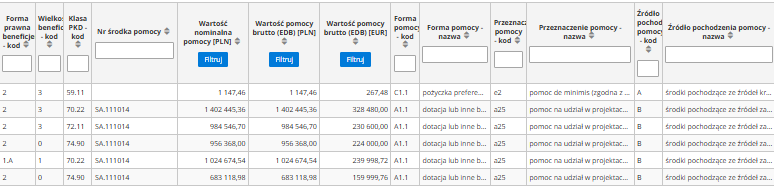 Forma prawna beneficje - kod
Wielkoś benefic - kod
Klasa PKD - kod
Nr środka pomocy
Wartość nominalna pomocy [PLN]
Wartość pomocy brutto (EDB) [PLN]
Wartość pomocy brutto (EDB) [EUR]
Forma pomocy - kod
Forma pomocy - nazwa
Przeznacz pomocy - kod
Przeznaczenie pomocy - nazwa
Źródło poch pomocy - kod
Źródło pochodzenia pomocy - nazwa
Filtruj Filtruj Filtruj
2 3 59.11 1 147,46 1 147,46 267,48 C1.1 pożyczka prefere... e2 pomoc de minimis (zgodna z ... A środki pochodzące ze źródeł kr...
2 3 70.22 SA.111014 1 402 445,36 1 402 445,36 328 480,00 A1.1 dotacja lub inne b... a25 pomoc na udział w projektac... B środki pochodzące ze źródeł za...
2 3 72.11 SA.111014 984 546,70 984 546,70 230 600,00 A1.1 dotacja lub inne b... a25 pomoc na udział w projektac... B środki pochodzące ze źródeł za...
2 0 74.90 SA.111014 956 368,00 956 368,00 224 000,00 A1.1 dotacja lub inne b... a25 pomoc na udział w projektac... B środki pochodzące ze źródeł za...
1.A 1 70.22 SA.111014 1 024 674,54 1 024 674,54 239 998,72 A1.1 dotacja lub inne b... a25 pomoc na udział w projektac... B środki pochodzące ze źródeł za...
2 0 74.90 SA.111014 683 118,98 683 118,98 159 999,76 A1.1 dotacja lub inne b... a25 pomoc na udział w projektac... B środki pochodzące ze źródeł za...